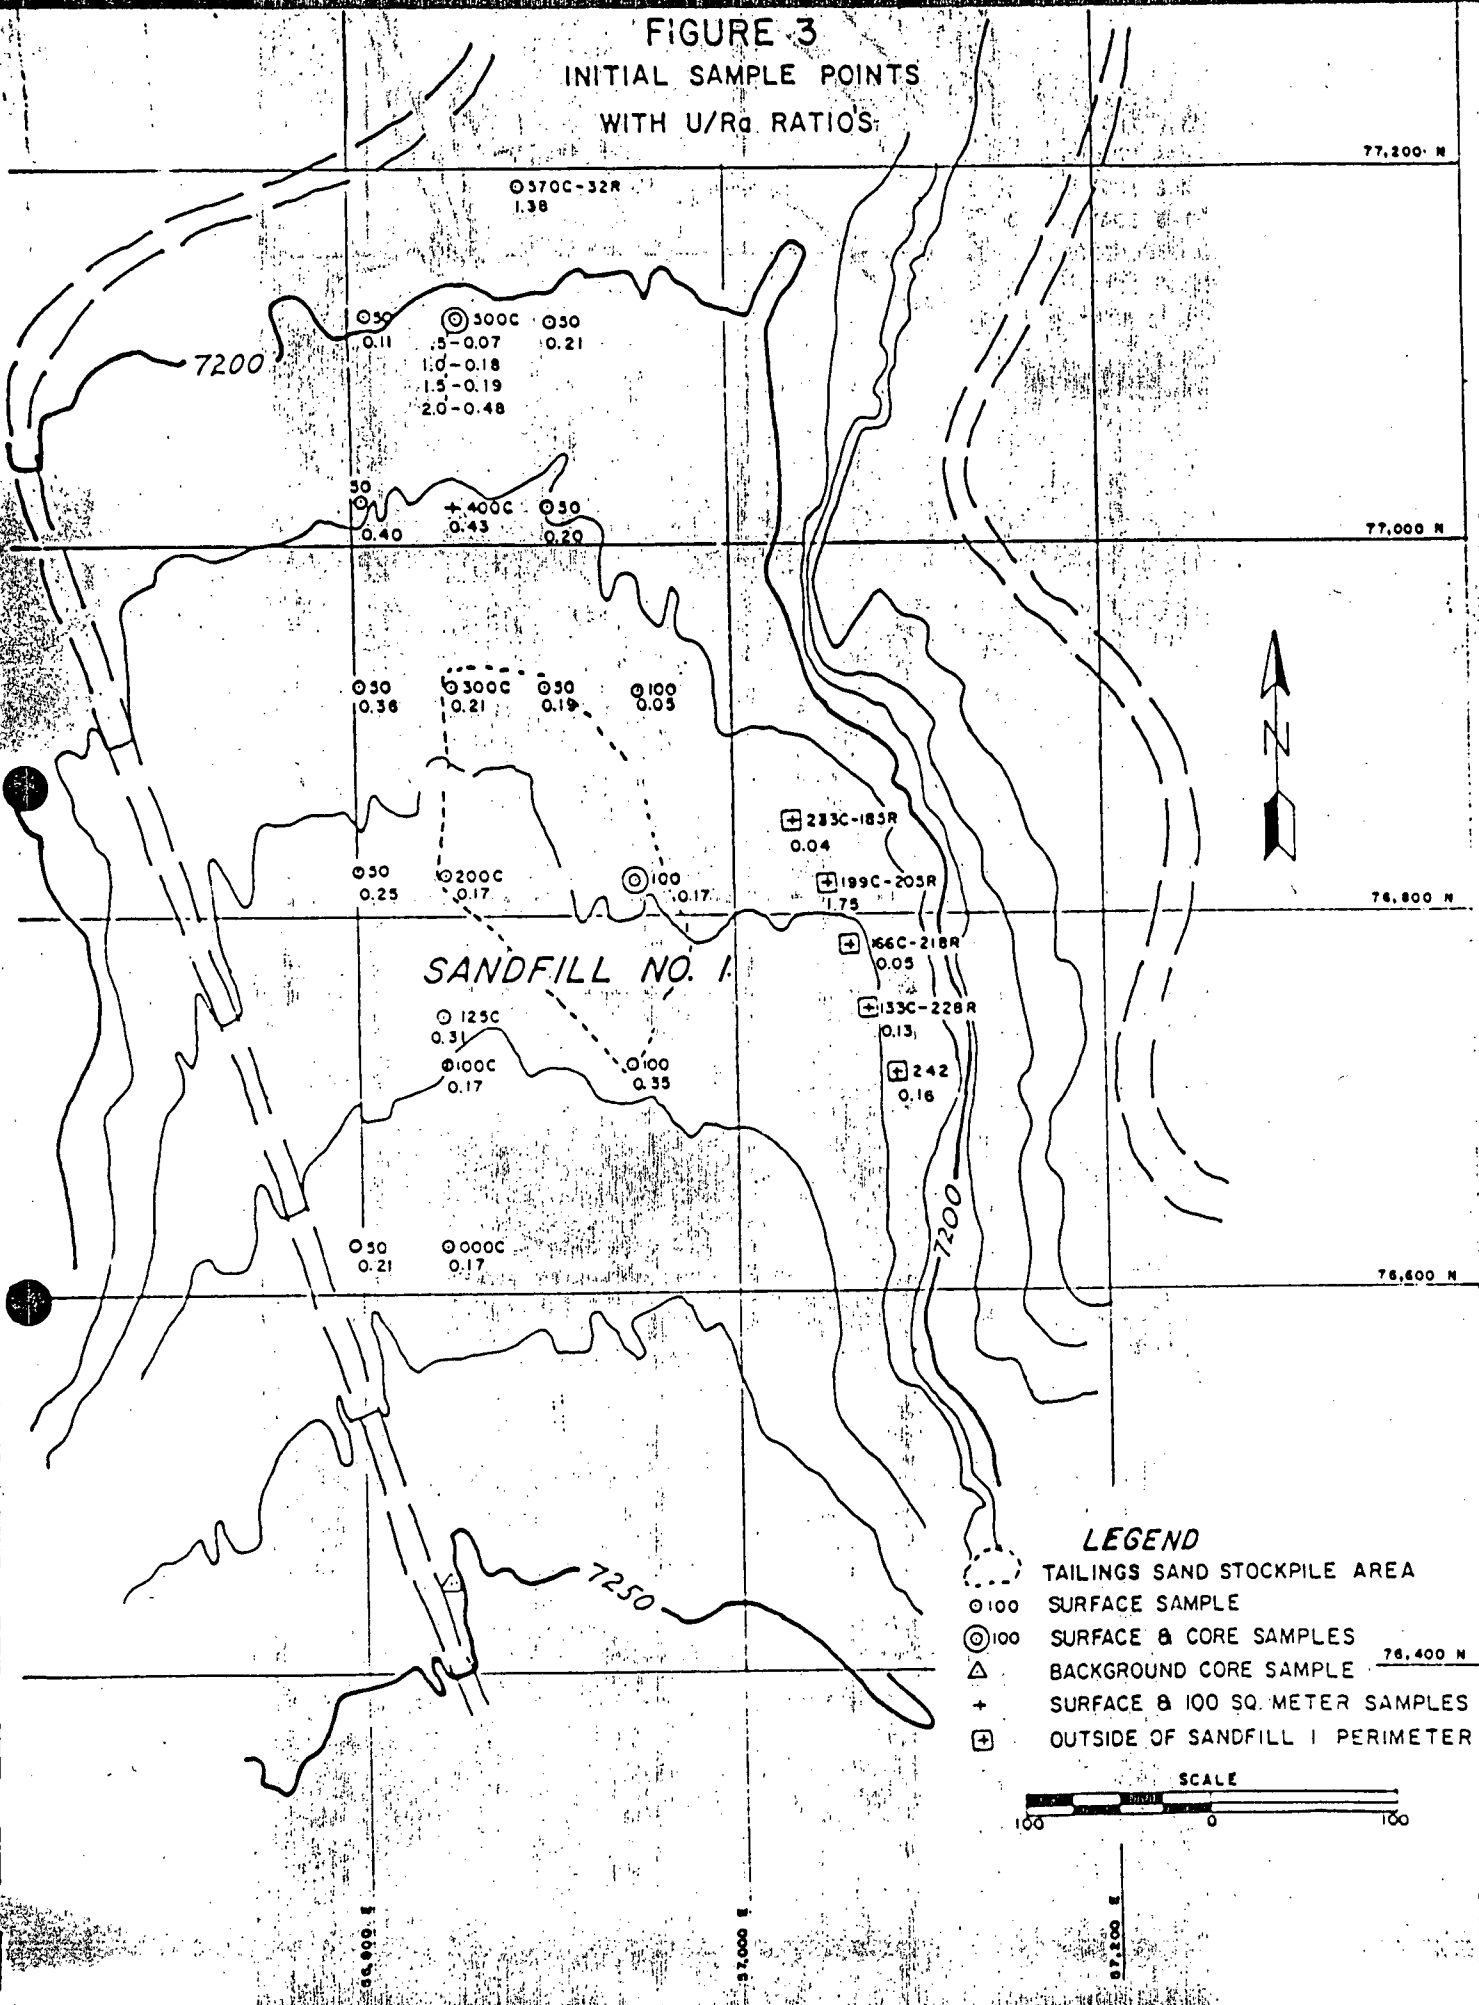 FIGURE 3
INITIAL SAMPLE POINTS
WITH U/Ra RATIO'S
77,200 N
570C-32R
1.38
50
0.11
500C
.5-0.07
1.0-0.18
1.5-0.19
2.0-0.48
50
0.21
7200
50
0.40
400C
0.43
50
0.20
77,000 N
50
0.36
300C
0.21
50
0.19
100
0.05
N
233C-185R
0.04
50
0.25
200C
0.17
100
0.17
199C-205R
1.75
76,800 N
166C-218R
0.05
SANDFILL NO. 1
125C
0.31
133C-228R
0.13
100C
0.17
100
0.35
242
0.16
7200
50
0.21
000C
0.17
76,600 N
7250
LEGEND
TAILINGS SAND STOCKPILE AREA
100 SURFACE SAMPLE
100 SURFACE & CORE SAMPLES
BACKGROUND CORE SAMPLE
76,400 N
SURFACE & 100 SQ. METER SAMPLES
OUTSIDE OF SANDFILL 1 PERIMETER
SCALE
100 0 100
57,000 E
57,200 E